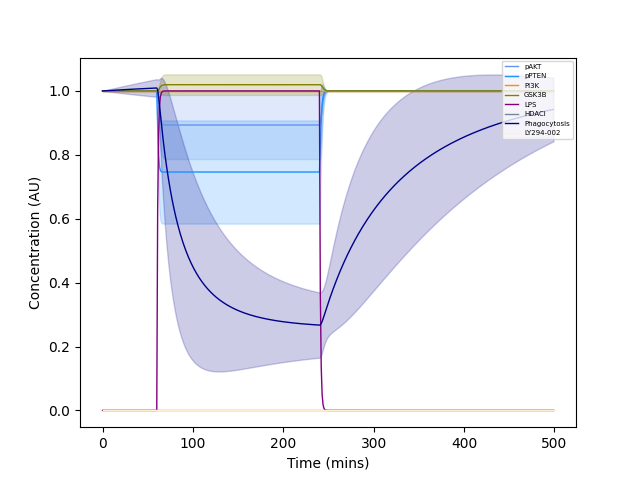 1.0
0.8
0.6
0.4
0.2
0.0
Concentration (AU)
0
100
200
300
400
500
Time (mins)
pAKT
pPTEN
PI3K
GSK3B
LPS
HDACI
Phagocytosis
LY294-002